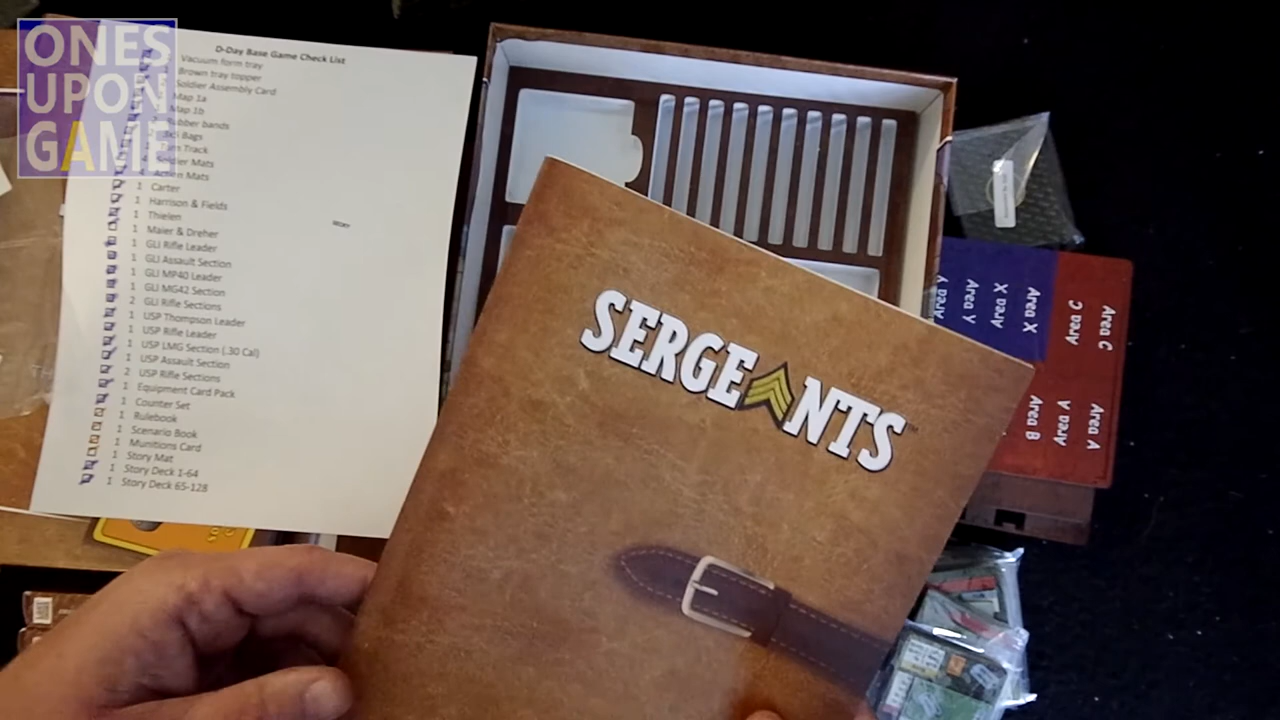 ONES
UPON
GAME
D-Day Base Game Check List
Vacuum form tray
Brown tray topper
Soldier Assembly Card
Map 1a
Map 1b
Rubber bands
Bags
Track
Soldier Mats
Action Mats
1 Carter
1 Harrison & Fields
1 Thielen
1 Maier & Dreher
1 GLI Rifle Leader
1 GLI Assault Section
1 GLI MP40 Leader
1 GLI MG42 Section
2 GLI Rifle Sections
1 USP Thompson Leader
1 USP Rifle Leader
1 USP LMG Section (.30 Cal)
1 USP Assault Section
2 USP Rifle Sections
1 Equipment Card Pack
1 Counter Set
1 Rulebook
1 Scenario Book
1 Munitions Card
1 Story Mat
1 Story Deck 1-64
1 Story Deck 65-128
SERGEANTS
Area Y
Area Y
Area X
Area X
Area C
Area C
Area B
Area A
Area A